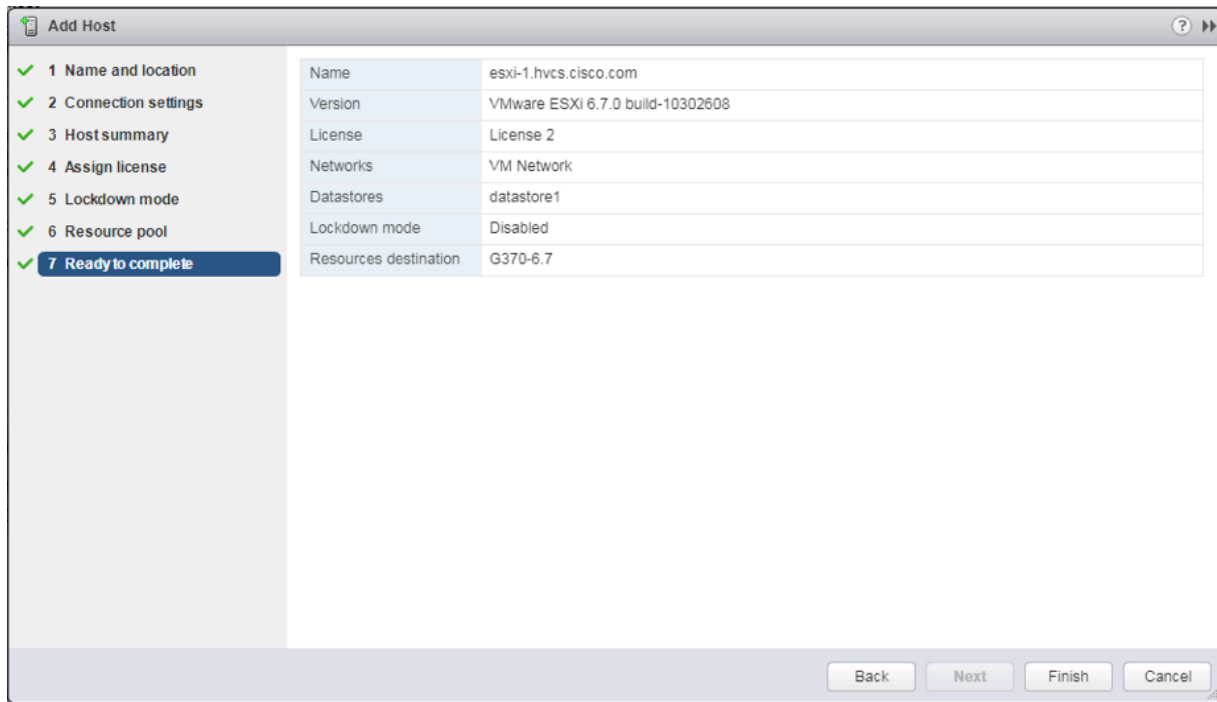 Add Host
?
1 Name and location
2 Connection settings
3 Host summary
4 Assign license
5 Lockdown mode
6 Resource pool
7 Ready to complete
Name esxi-1.hvcs.cisco.com
Version VMware ESXi 6.7.0 build-10302608
License License 2
Networks VM Network
Datastores datastore1
Lockdown mode Disabled
Resources destination G370-6.7
Back Next Finish Cancel